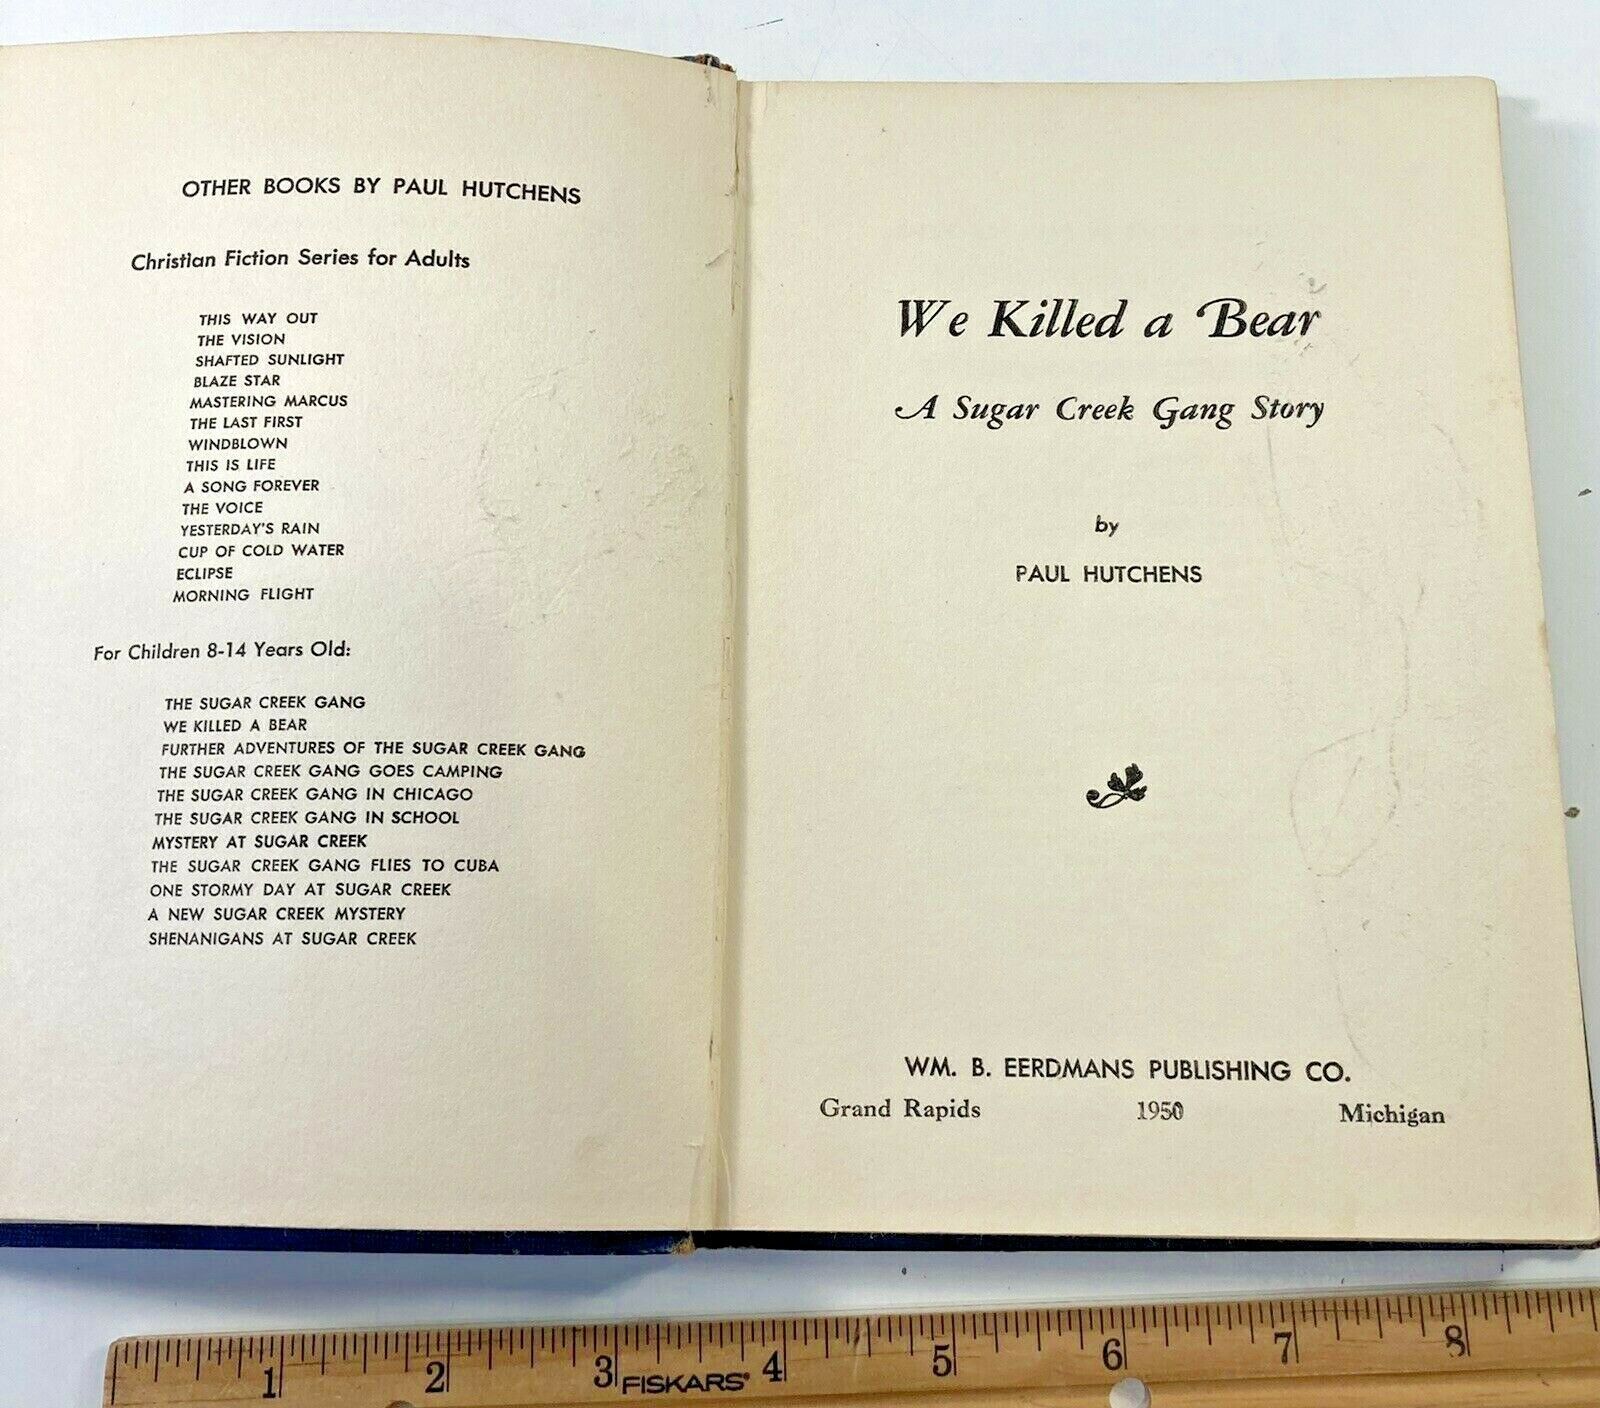 OTHER BOOKS BY PAUL HUTCHENS
Christian Fiction Series for Adults
THIS WAY OUT
THE VISION
SHAFTED SUNLIGHT
BLAZE STAR
MASTERING MARCUS
THE LAST FIRST
WINDBLOWN
THIS IS LIFE
A SONG FOREVER
THE VOICE
YESTERDAY'S RAIN
CUP OF COLD WATER
ECLIPSE
MORNING FLIGHT
For Children 8-14 Years Old:
THE SUGAR CREEK GANG
WE KILLED A BEAR
FURTHER ADVENTURES OF THE SUGAR CREEK GANG
THE SUGAR CREEK GANG GOES CAMPING
THE SUGAR CREEK GANG IN CHICAGO
THE SUGAR CREEK GANG IN SCHOOL
MYSTERY AT SUGAR CREEK
THE SUGAR CREEK GANG FLIES TO CUBA
ONE STORMY DAY AT SUGAR CREEK
A NEW SUGAR CREEK MYSTERY
SHENANIGANS AT SUGAR CREEK
We Killed a Bear
A Sugar Creek Gang Story
by
PAUL HUTCHENS
WM. B. EERDMANS PUBLISHING CO.
Grand Rapids 1950 Michigan
1 2 3 4 5 6 7 8
FISKARS